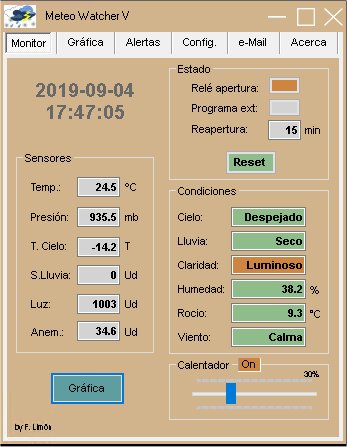 Meteo Watcher V
Monitor Gráfica Alertas Config. e-Mail Acerca
2019-09-04
17:47:05
Estado
Relé apertura:
Programa ext:
Reapertura: 15 min
Reset
Sensores
Temp.: 24.5 °C
Presión: 935.5 mb
T. Cielo: -14.2 T
S.Lluvia: 0 Ud
Luz: 1003 Ud
Anem.: 34.6 Ud
Condiciones
Cielo: Despejado
Lluvia: Seco
Claridad: Luminoso
Humedad: 38.2 %
Rocio: 9.3 °C
Viento: Calma
Calentador On
30%
Gráfica
by F. Limón